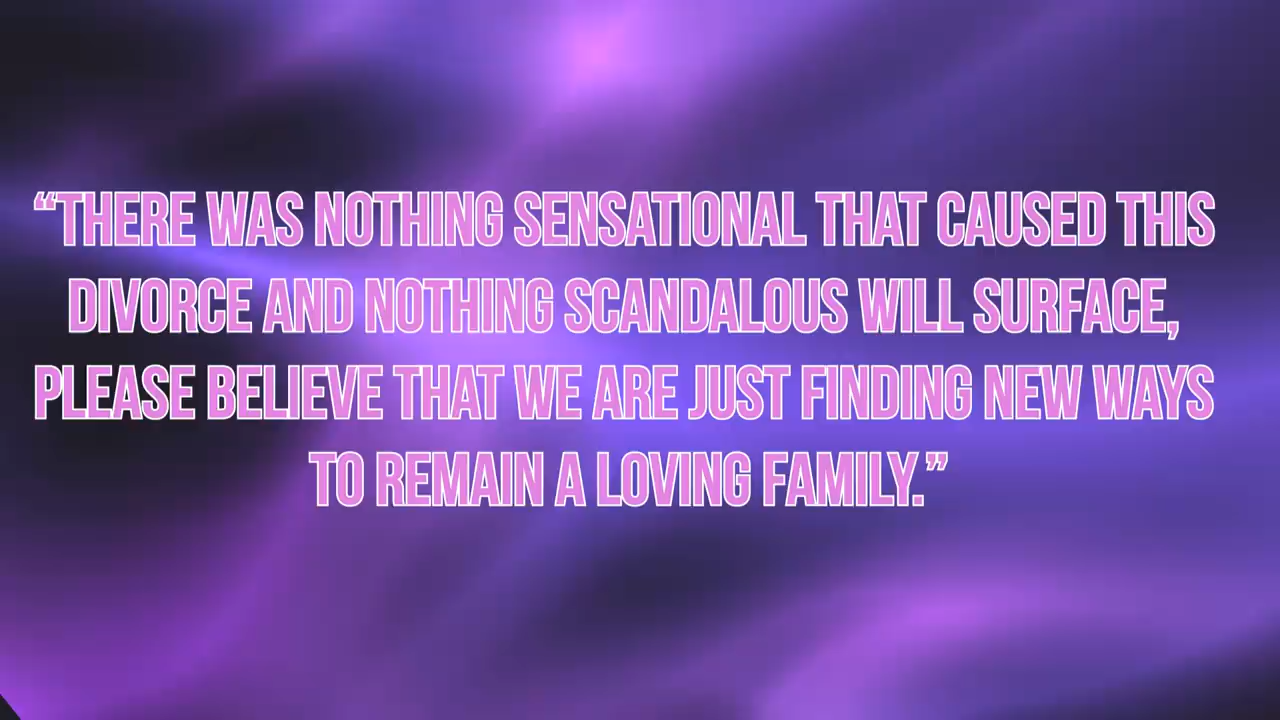 “THERE WAS NOTHING SENSATIONAL THAT CAUSED THIS
DIVORCE AND NOTHING SCANDALOUS WILL SURFACE,
PLEASE BELIEVE THAT WE ARE JUST FINDING NEW WAYS
TO REMAIN A LOVING FAMILY.”